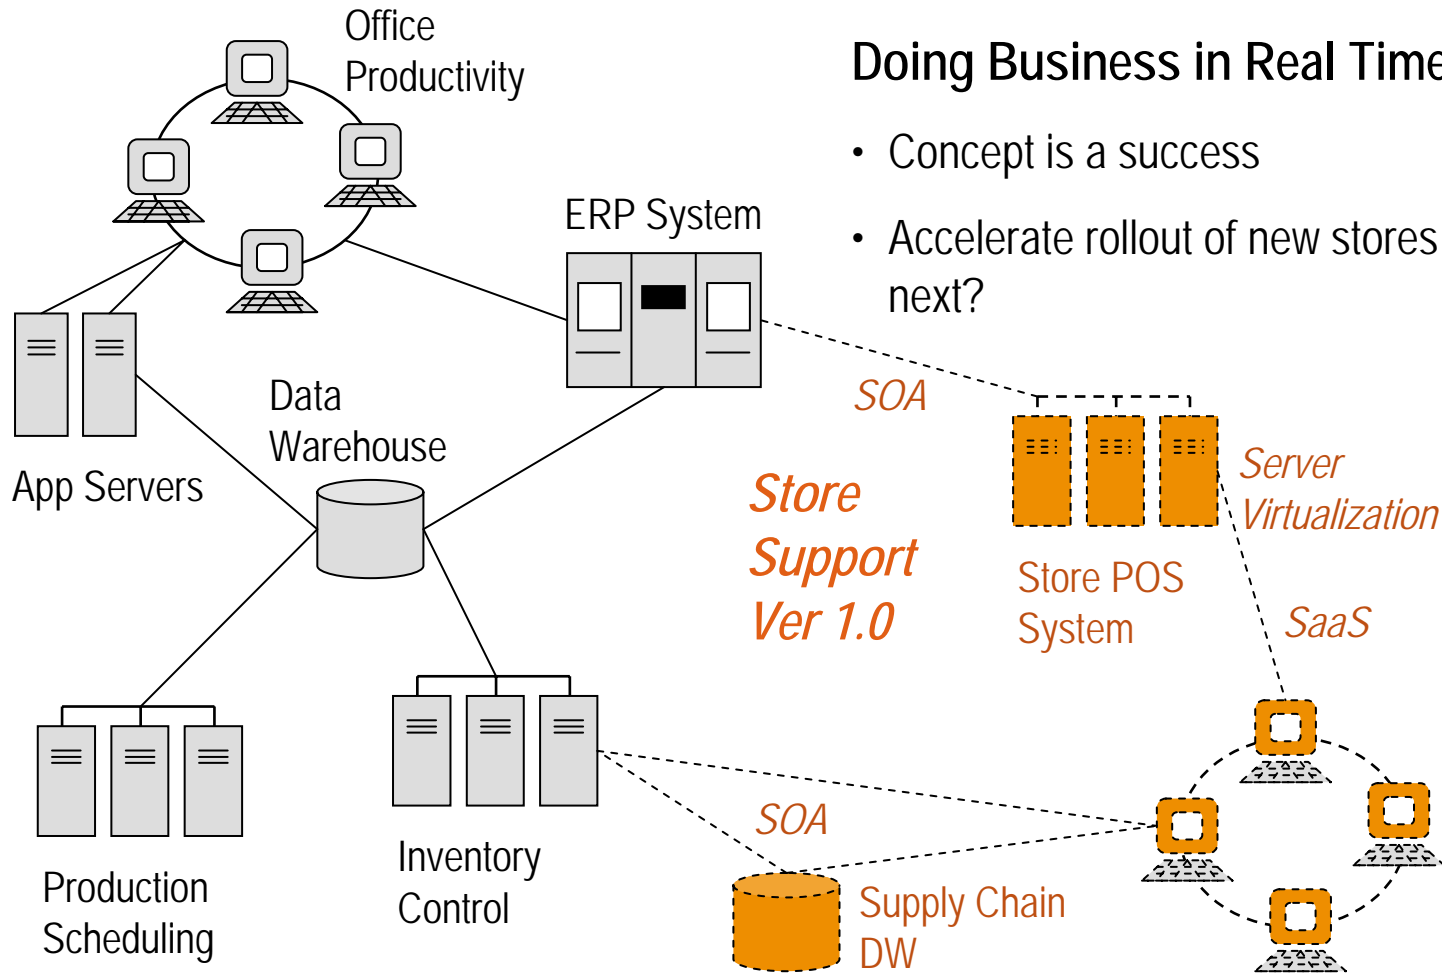 Office
Productivity
Doing Business in Real Time
• Concept is a success
• Accelerate rollout of new stores
next?
ERP System
SOA
Data
Warehouse
App Servers
Server
Virtualization
Store
Support
Ver 1.0
Store POS
System
SaaS
SOA
Inventory
Control
Production
Scheduling
Supply Chain
DW